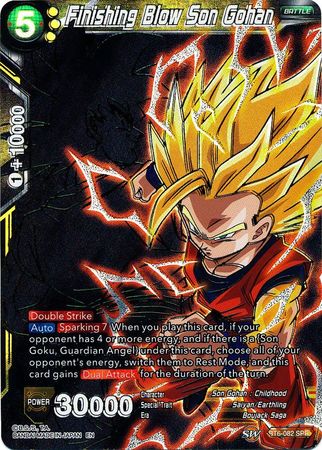 5
Finishing Blow Son Gohan
BATTLE
1 +10000
Double Strike
Auto Sparking 7 When you play this card, if your
opponent has 4 or more energy, and if there is a ⟨Son
Goku, Guardian Angel⟩ under this card, choose all of your
opponent's energy, switch them to Rest Mode, and this
card gains Dual Attack for the duration of the turn.
POWER 30000
Character Son Gohan : Childhood
Special Trait Saiyan/Earthling
Era Boujack Saga
©B.S./S., T.A.
BANDAI MADE IN JAPAN EN
BT6-082 SPR